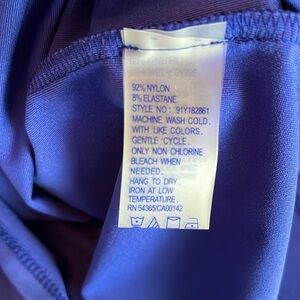 92% NYLON
8% ELASTANE
STYLE NO : 91Y182861
MACHINE WASH COLD.
WITH LIKE COLORS.
GENTLE CYCLE.
ONLY NON CHLORINE
BLEACH WHEN
NEEDED.
HANG TO DRY.
IRON AT LOW
TEMPERATURE.
RN 54365/CA00142